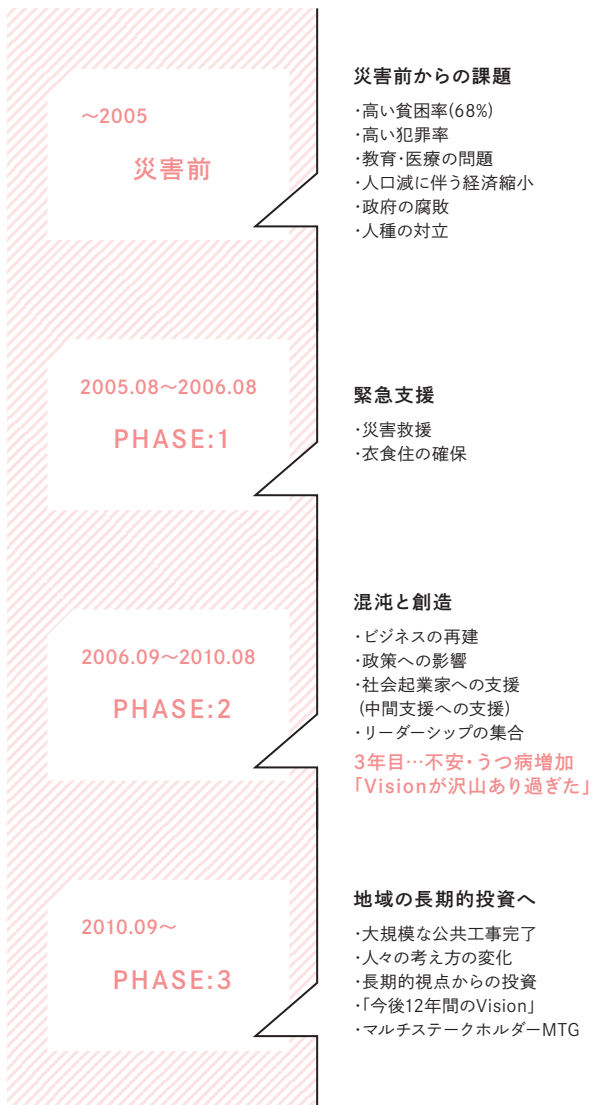 ～2005
災害前
災害前からの課題
・高い貧困率(68%)
・高い犯罪率
・教育・医療の問題
・人口減に伴う経済縮小
・政府の腐敗
・人種の対立
2005.08～2006.08
PHASE:1
緊急支援
・災害救援
・衣食住の確保
2006.09～2010.08
PHASE:2
混沌と創造
・ビジネスの再建
・政策への影響
・社会起業家への支援
(中間支援への支援)
・リーダーシップの集合
3年目…不安・うつ病増加
「Visionが沢山あり過ぎた」
2010.09～
PHASE:3
地域の長期的投資へ
・大規模な公共工事完了
・人々の考え方の変化
・長期的視点からの投資
・「今後12年間のVision」
・マルチステークホルダーMTG